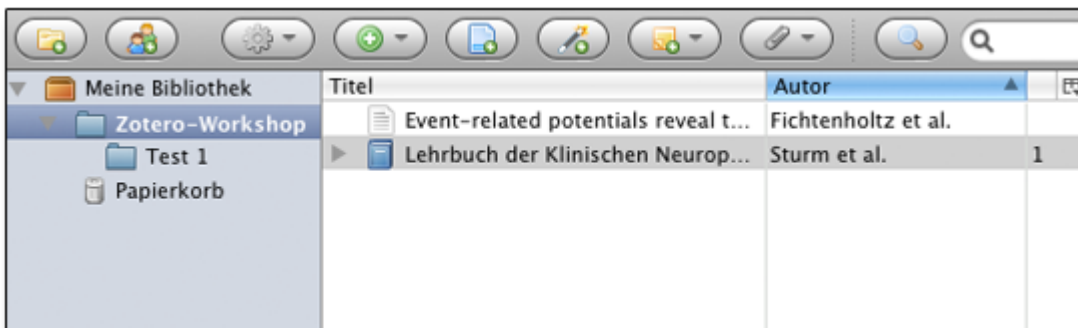 Meine Bibliothek
Zotero-Workshop
Test 1
Papierkorb
Titel Autor
Event-related potentials reveal t... Fichtenholtz et al.
Lehrbuch der Klinischen Neurop... Sturm et al. 1